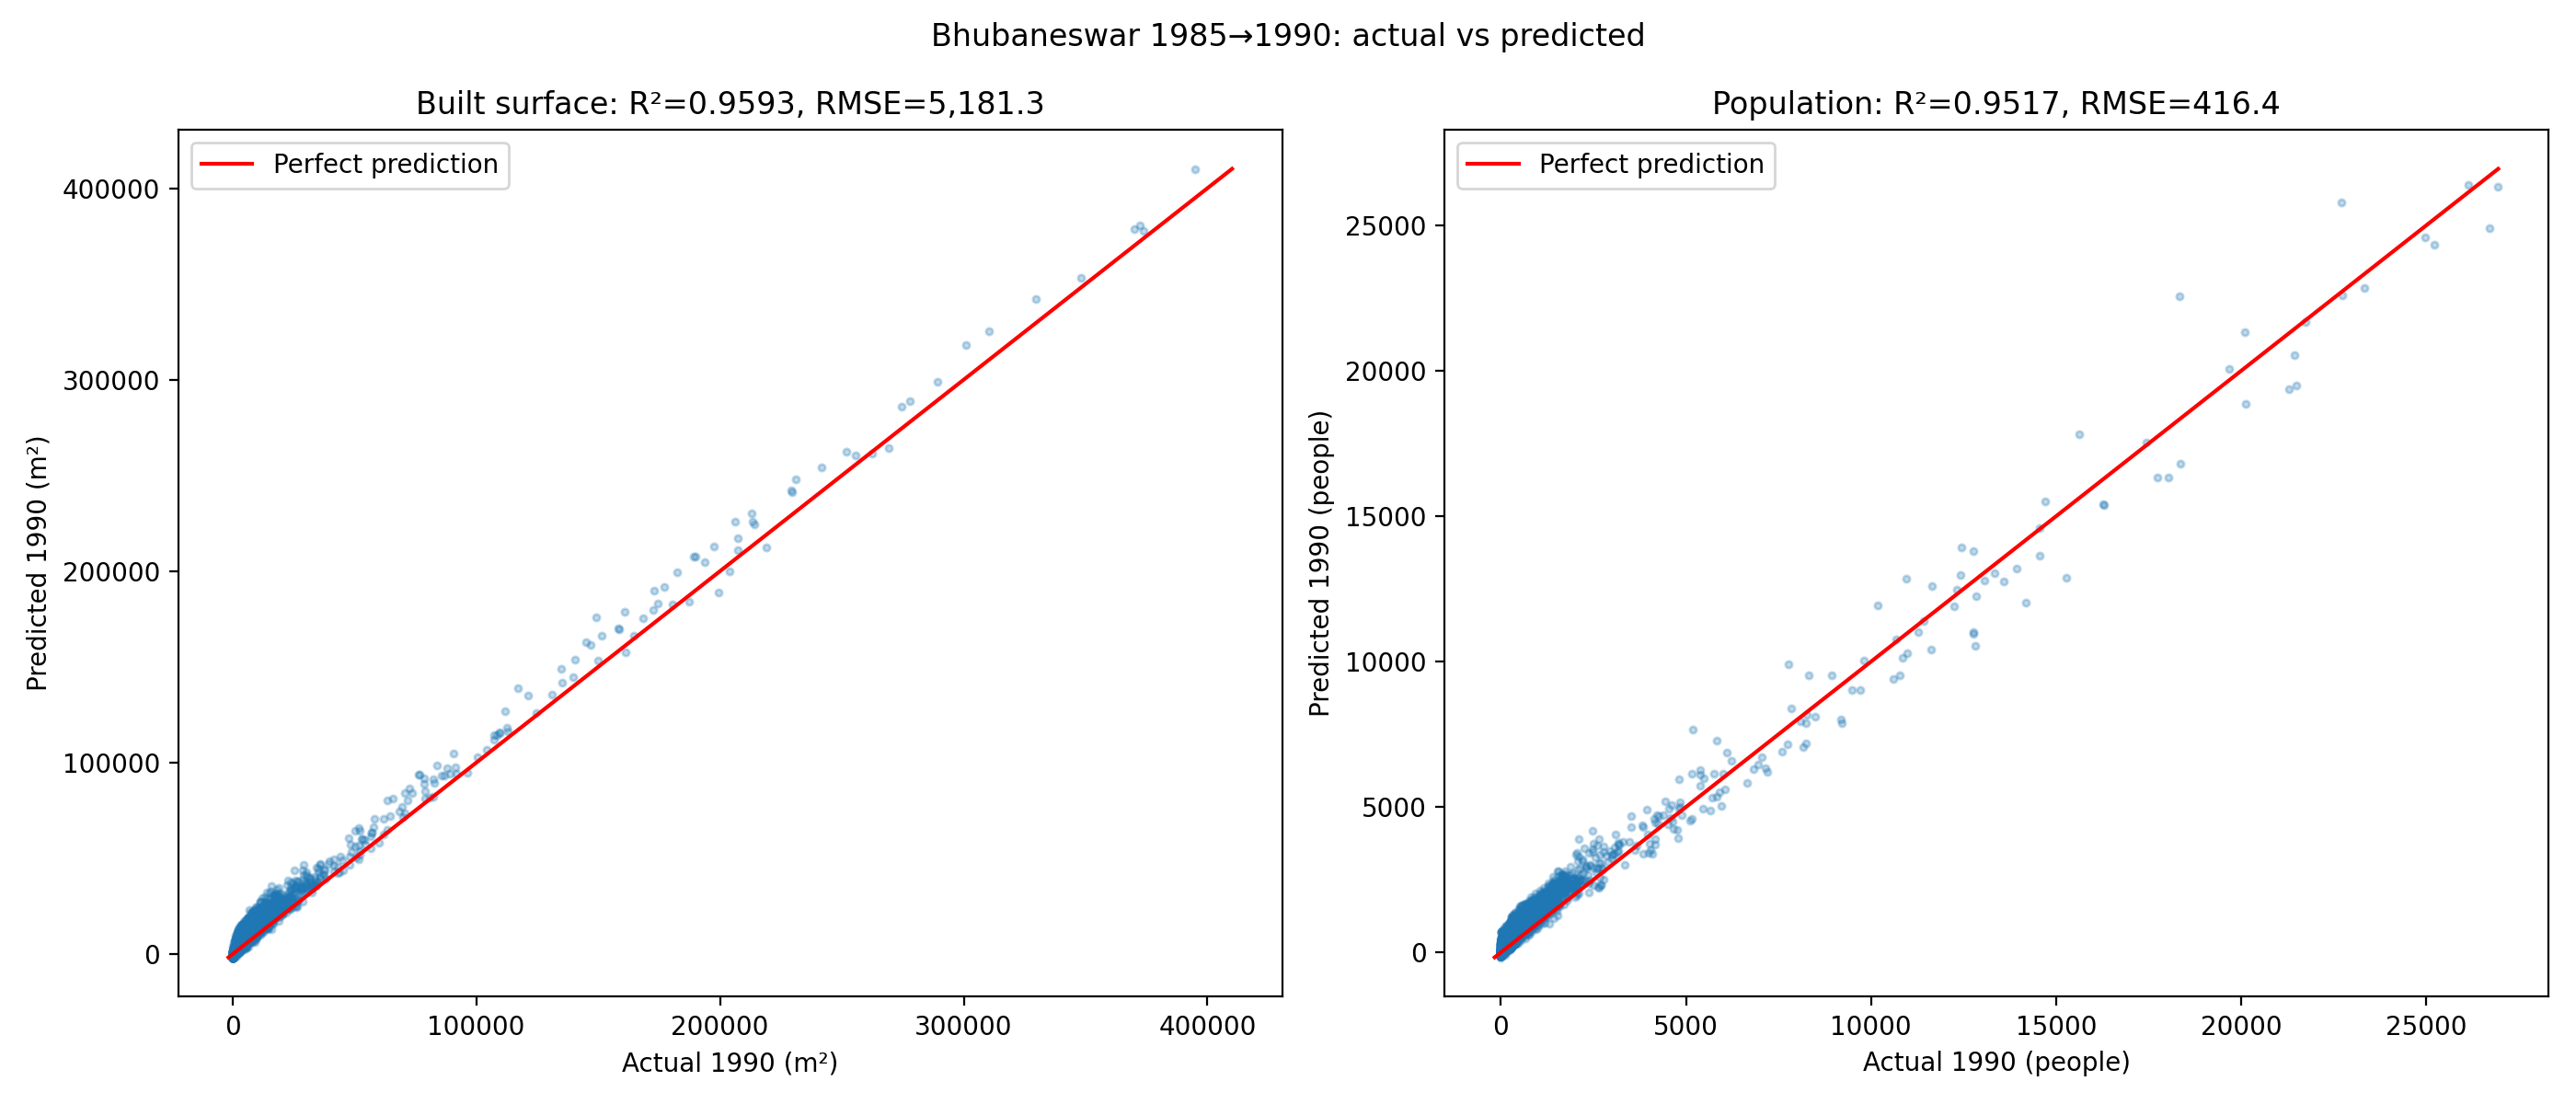 Bhubaneswar 1985→1990: actual vs predicted
Built surface: R²=0.9593, RMSE=5,181.3
Perfect prediction
400000
300000
200000
100000
0
Predicted 1990 (m²)
0 100000 200000 300000 400000
Actual 1990 (m²)
Population: R²=0.9517, RMSE=416.4
Perfect prediction
25000
20000
15000
10000
5000
0
Predicted 1990 (people)
0 5000 10000 15000 20000 25000
Actual 1990 (people)